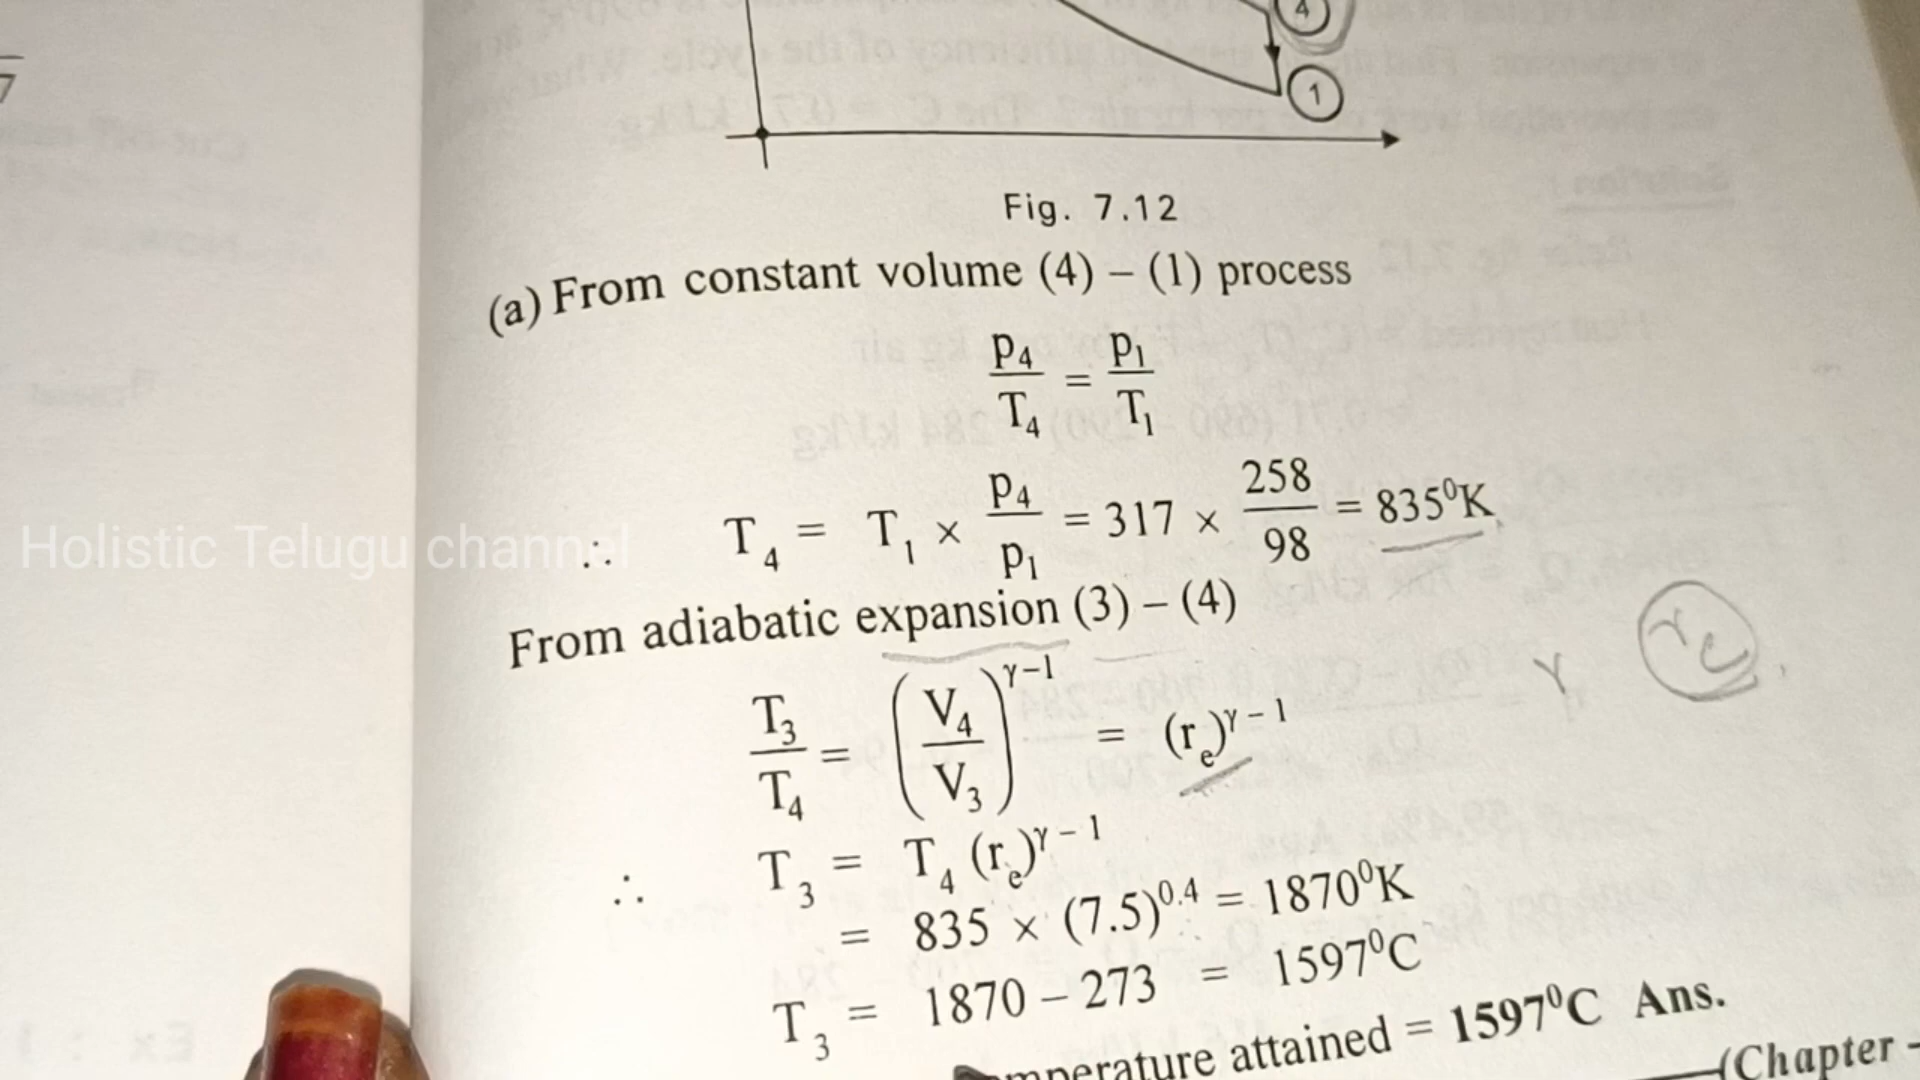 7
4
1
Fig. 7.12
(a) From constant volume (4) – (1) process
p4/T4 = p1/T1
∴ T4 = T1 × p4/p1 = 317 × 258/98 = 835⁰K
Holistic Telugu channel
From adiabatic expansion (3) – (4)
T3/T4 = (V4/V3)^γ–1 = (re)^γ–1
γ rc
∴ T3 = T4 (re)^γ–1
= 835 × (7.5)^0.4 = 1870⁰K
T3 = 1870 – 273 = 1597⁰C
attained = 1597⁰C Ans.
(Chapter -